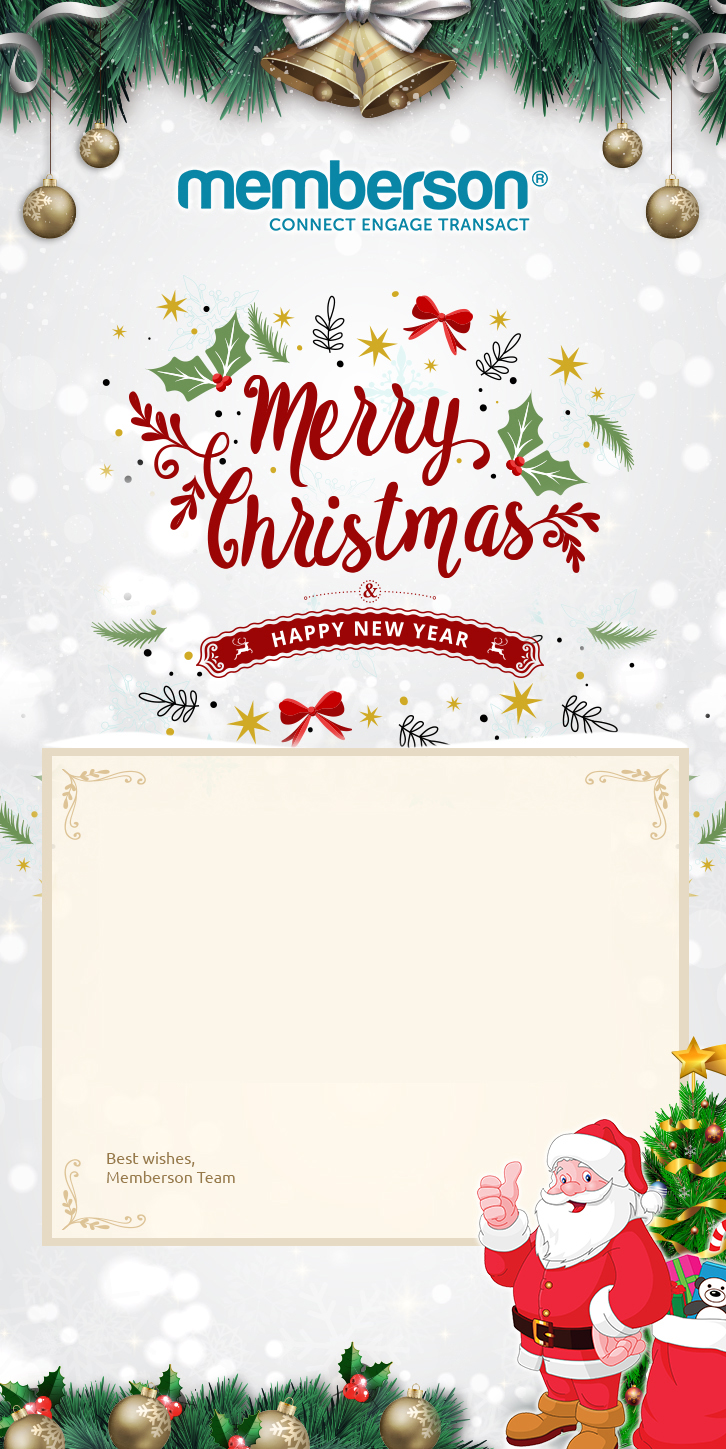 memberson®
CONNECT ENGAGE TRANSACT
Merry
Christmas
&
HAPPY NEW YEAR
Best wishes,
Memberson Team